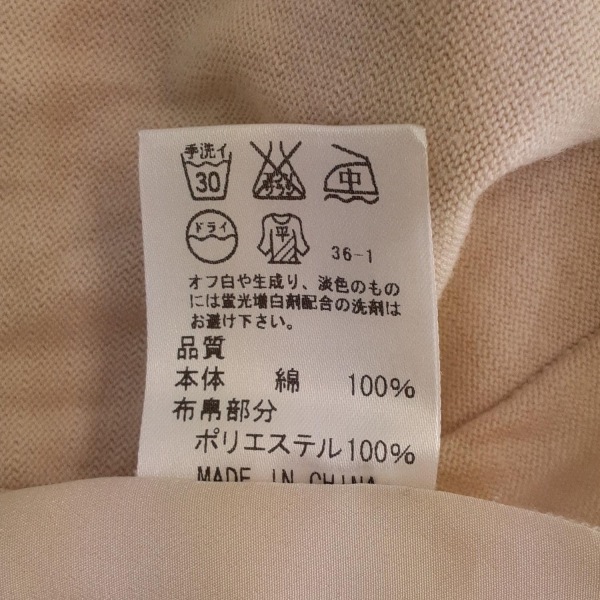 手洗イ
30
中
ドライ
平
36-1
オフ白や生成り、淡色のもの
には蛍光増白剤配合の洗剤は
お避け下さい。
品質
本体 綿 100%
布帛部分
ポリエステル100%
MADE IN CHINA